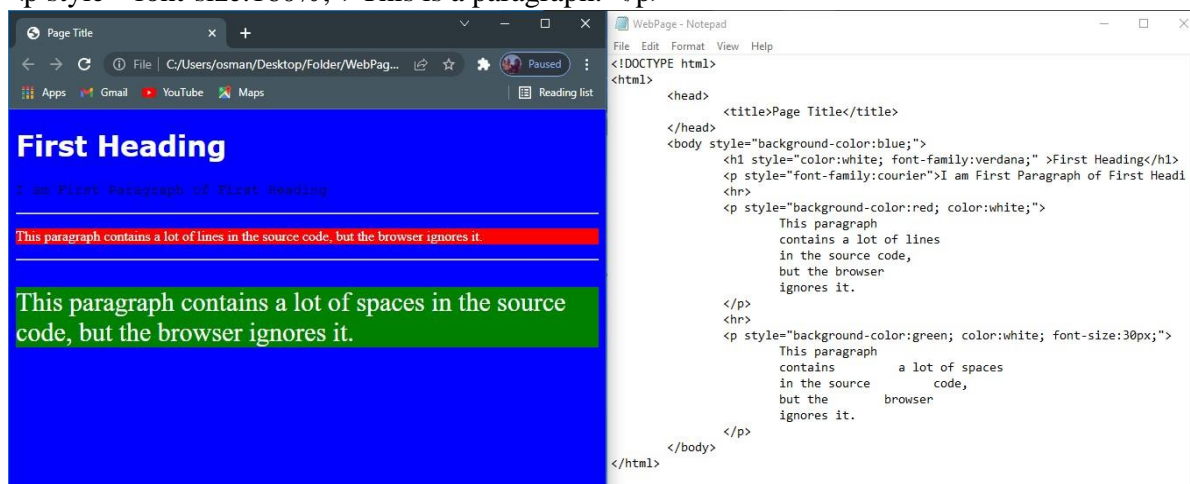 Page Title
File | C:/Users/osman/Desktop/Folder/WebPag...
Paused
Apps Gmail YouTube Maps
Reading list
First Heading
I am First Paragraph of First Heading
This paragraph contains a lot of lines in the source code, but the browser ignores it.
This paragraph contains a lot of spaces in the source
code, but the browser ignores it.
WebPage - Notepad
File Edit Format View Help
<!DOCTYPE html>
<html>
<head>
<title>Page Title</title>
</head>
<body style="background-color:blue;">
<h1 style="color:white; font-family:verdana;" >First Heading</h1>
<p style="font-family:courier">I am First Paragraph of First Headi
<hr>
<p style="background-color:red; color:white;">
This paragraph
contains a lot of lines
in the source code,
but the browser
ignores it.
</p>
<hr>
<p style="background-color:green; color:white; font-size:30px;">
This paragraph
contains a lot of spaces
in the source code,
but the browser
ignores it.
</p>
</body>
</html>